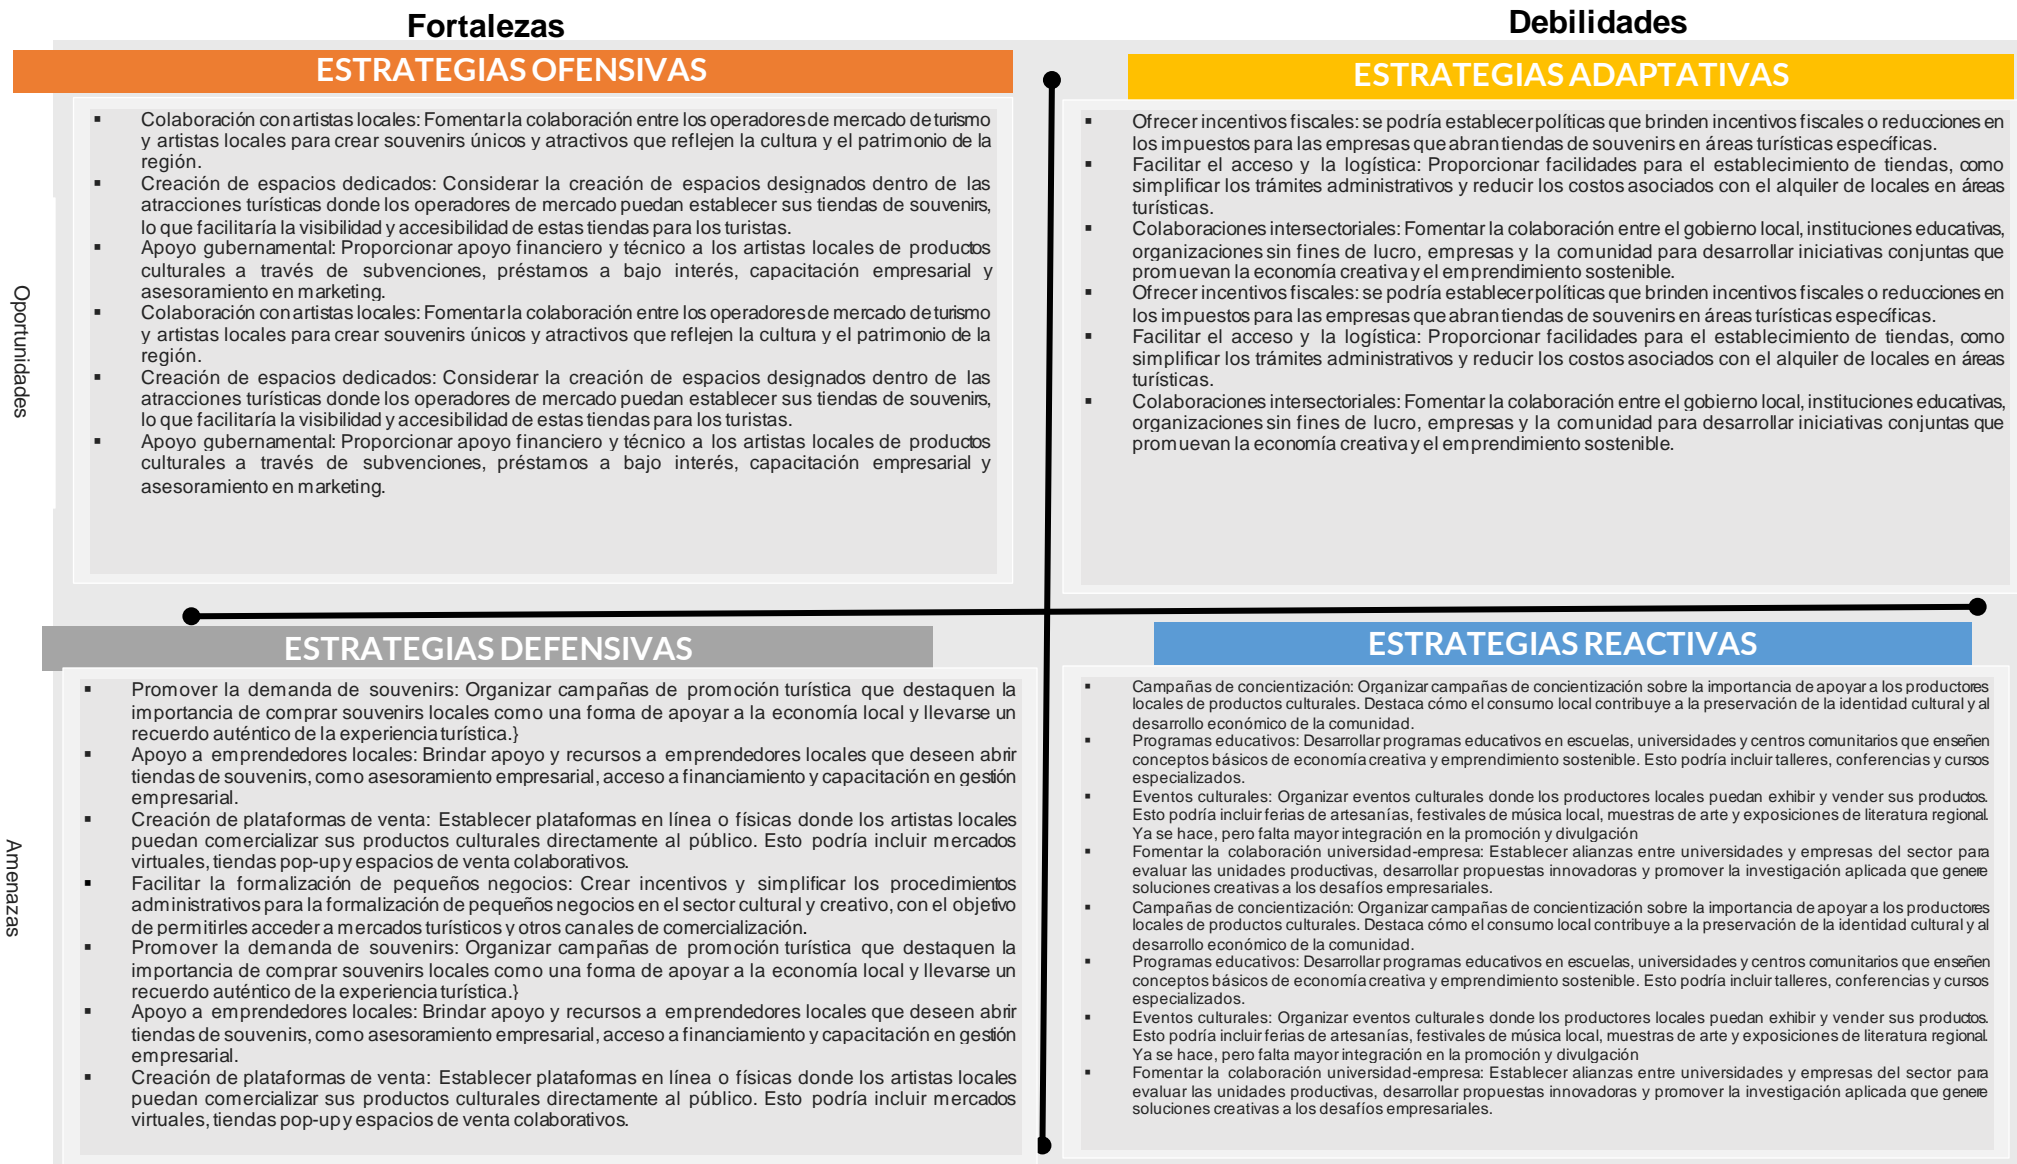 Fortalezas
Debilidades
ESTRATEGIAS OFENSIVAS
▪ Colaboración con artistas locales: Fomentar la colaboración entre los operadores de mercado de turismo
y artistas locales para crear souvenirs únicos y atractivos que reflejen la cultura y el patrimonio de la
región.
▪ Creación de espacios dedicados: Considerar la creación de espacios designados dentro de las
atracciones turísticas donde los operadores de mercado puedan establecer sus tiendas de souvenirs,
lo que facilitaría la visibilidad y accesibilidad de estas tiendas para los turistas.
▪ Apoyo gubernamental: Proporcionar apoyo financiero y técnico a los artistas locales de productos
culturales a través de subvenciones, préstamos a bajo interés, capacitación empresarial y
asesoramiento en marketing.
▪ Colaboración con artistas locales: Fomentar la colaboración entre los operadores de mercado de turismo
y artistas locales para crear souvenirs únicos y atractivos que reflejen la cultura y el patrimonio de la
región.
▪ Creación de espacios dedicados: Considerar la creación de espacios designados dentro de las
atracciones turísticas donde los operadores de mercado puedan establecer sus tiendas de souvenirs,
lo que facilitaría la visibilidad y accesibilidad de estas tiendas para los turistas.
▪ Apoyo gubernamental: Proporcionar apoyo financiero y técnico a los artistas locales de productos
culturales a través de subvenciones, préstamos a bajo interés, capacitación empresarial y
asesoramiento en marketing.
ESTRATEGIAS ADAPTATIVAS
▪ Ofrecer incentivos fiscales: se podría establecer políticas que brinden incentivos fiscales o reducciones en
los impuestos para las empresas que abran tiendas de souvenirs en áreas turísticas específicas.
▪ Facilitar el acceso y la logística: Proporcionar facilidades para el establecimiento de tiendas, como
simplificar los trámites administrativos y reducir los costos asociados con el alquiler de locales en áreas
turísticas.
▪ Colaboraciones intersectoriales: Fomentar la colaboración entre el gobierno local, instituciones educativas,
organizaciones sin fines de lucro, empresas y la comunidad para desarrollar iniciativas conjuntas que
promuevan la economía creativa y el emprendimiento sostenible.
▪ Ofrecer incentivos fiscales: se podría establecer políticas que brinden incentivos fiscales o reducciones en
los impuestos para las empresas que abran tiendas de souvenirs en áreas turísticas específicas.
▪ Facilitar el acceso y la logística: Proporcionar facilidades para el establecimiento de tiendas, como
simplificar los trámites administrativos y reducir los costos asociados con el alquiler de locales en áreas
turísticas.
▪ Colaboraciones intersectoriales: Fomentar la colaboración entre el gobierno local, instituciones educativas,
organizaciones sin fines de lucro, empresas y la comunidad para desarrollar iniciativas conjuntas que
promuevan la economía creativa y el emprendimiento sostenible.
Oportunidades
ESTRATEGIAS DEFENSIVAS
▪ Promover la demanda de souvenirs: Organizar campañas de promoción turística que destaquen la
importancia de comprar souvenirs locales como una forma de apoyar a la economía local y llevarse un
recuerdo auténtico de la experiencia turística.}
▪ Apoyo a emprendedores locales: Brindar apoyo y recursos a emprendedores locales que deseen abrir
tiendas de souvenirs, como asesoramiento empresarial, acceso a financiamiento y capacitación en gestión
empresarial.
▪ Creación de plataformas de venta: Establecer plataformas en línea o físicas donde los artistas locales
puedan comercializar sus productos culturales directamente al público. Esto podría incluir mercados
virtuales, tiendas pop-up y espacios de venta colaborativos.
▪ Facilitar la formalización de pequeños negocios: Crear incentivos y simplificar los procedimientos
administrativos para la formalización de pequeños negocios en el sector cultural y creativo, con el objetivo
de permitirles acceder a mercados turísticos y otros canales de comercialización.
▪ Promover la demanda de souvenirs: Organizar campañas de promoción turística que destaquen la
importancia de comprar souvenirs locales como una forma de apoyar a la economía local y llevarse un
recuerdo auténtico de la experiencia turística.}
▪ Apoyo a emprendedores locales: Brindar apoyo y recursos a emprendedores locales que deseen abrir
tiendas de souvenirs, como asesoramiento empresarial, acceso a financiamiento y capacitación en gestión
empresarial.
▪ Creación de plataformas de venta: Establecer plataformas en línea o físicas donde los artistas locales
puedan comercializar sus productos culturales directamente al público. Esto podría incluir mercados
virtuales, tiendas pop-up y espacios de venta colaborativos.
ESTRATEGIAS REACTIVAS
▪ Campañas de concientización: Organizar campañas de concientización sobre la importancia de apoyar a los productores
locales de productos culturales. Destaca cómo el consumo local contribuye a la preservación de la identidad cultural y al
desarrollo económico de la comunidad.
▪ Programas educativos: Desarrollar programas educativos en escuelas, universidades y centros comunitarios que enseñen
conceptos básicos de economía creativa y emprendimiento sostenible. Esto podría incluir talleres, conferencias y cursos
especializados.
▪ Eventos culturales: Organizar eventos culturales donde los productores locales puedan exhibir y vender sus productos.
Esto podría incluir ferias de artesanías, festivales de música local, muestras de arte y exposiciones de literatura regional.
Ya se hace, pero falta mayor integración en la promoción y divulgación
▪ Fomentar la colaboración universidad-empresa: Establecer alianzas entre universidades y empresas del sector para
evaluar las unidades productivas, desarrollar propuestas innovadoras y promover la investigación aplicada que genere
soluciones creativas a los desafíos empresariales.
▪ Campañas de concientización: Organizar campañas de concientización sobre la importancia de apoyar a los productores
locales de productos culturales. Destaca cómo el consumo local contribuye a la preservación de la identidad cultural y al
desarrollo económico de la comunidad.
▪ Programas educativos: Desarrollar programas educativos en escuelas, universidades y centros comunitarios que enseñen
conceptos básicos de economía creativa y emprendimiento sostenible. Esto podría incluir talleres, conferencias y cursos
especializados.
▪ Eventos culturales: Organizar eventos culturales donde los productores locales puedan exhibir y vender sus productos.
Esto podría incluir ferias de artesanías, festivales de música local, muestras de arte y exposiciones de literatura regional.
Ya se hace, pero falta mayor integración en la promoción y divulgación
▪ Fomentar la colaboración universidad-empresa: Establecer alianzas entre universidades y empresas del sector para
evaluar las unidades productivas, desarrollar propuestas innovadoras y promover la investigación aplicada que genere
soluciones creativas a los desafíos empresariales.
Amenazas